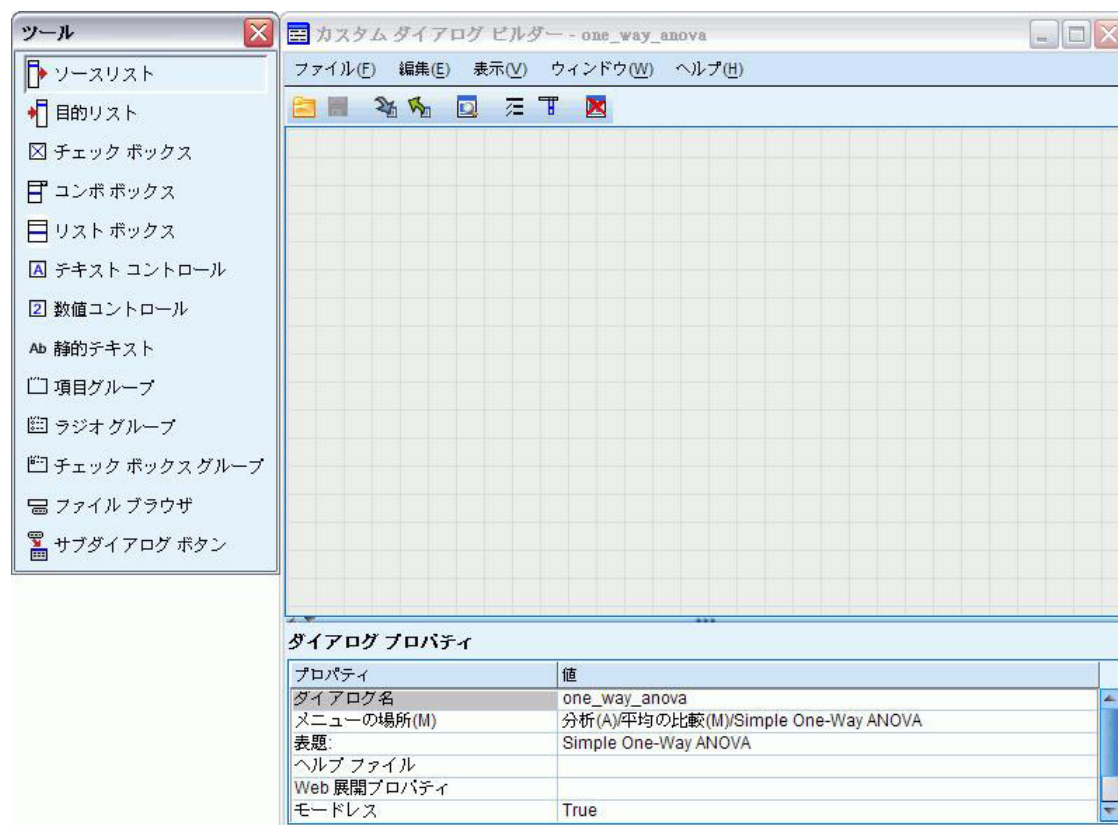 ツール
ソースリスト
目的リスト
チェック ボックス
コンボ ボックス
リスト ボックス
A テキスト コントロール
2 数値コントロール
Ab 静的テキスト
項目グループ
ラジオ グループ
チェック ボックス グループ
ファイル ブラウザ
サブダイアログ ボタン
カスタム ダイアログ ビルダー - one_way_anova
ファイル(F) 編集(E) 表示(V) ウィンドウ(W) ヘルプ(H)
ダイアログ プロパティ
プロパティ 値
ダイアログ名 one_way_anova
メニューの場所(M) 分析(A)/平均の比較(M)/Simple One-Way ANOVA
表題: Simple One-Way ANOVA
ヘルプ ファイル
Web 展開プロパティ
モードレス True